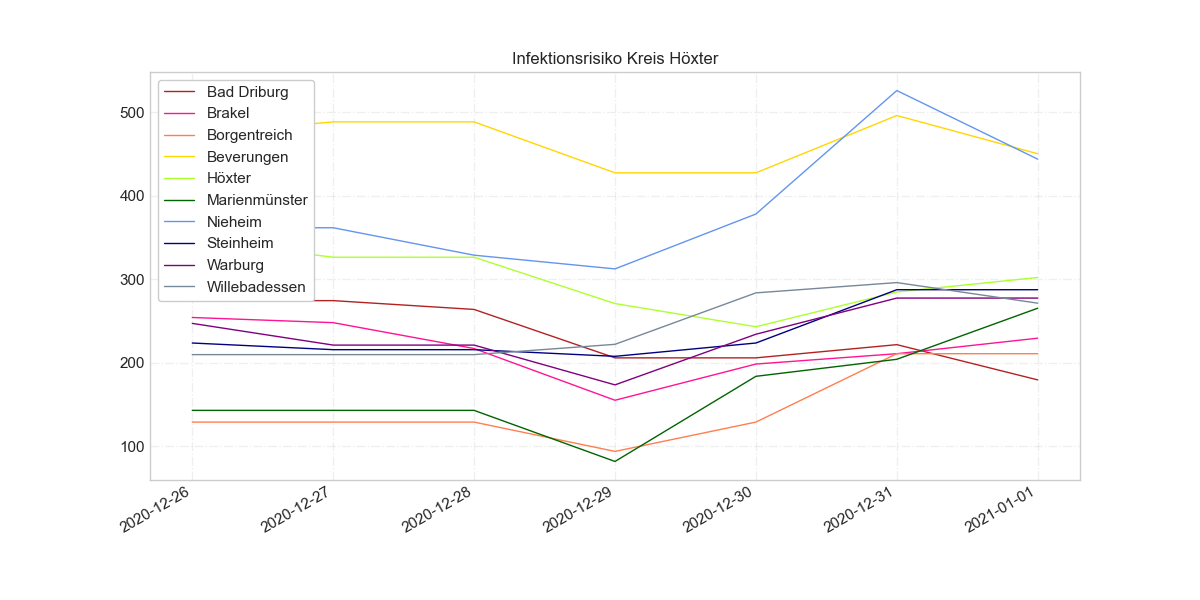 Infektionsrisiko Kreis Höxter
500
400
300
200
100
Bad Driburg
Brakel
Borgentreich
Beverungen
Höxter
Marienmünster
Nieheim
Steinheim
Warburg
Willebadessen
2020-12-26
2020-12-27
2020-12-28
2020-12-29
2020-12-30
2020-12-31
2021-01-01